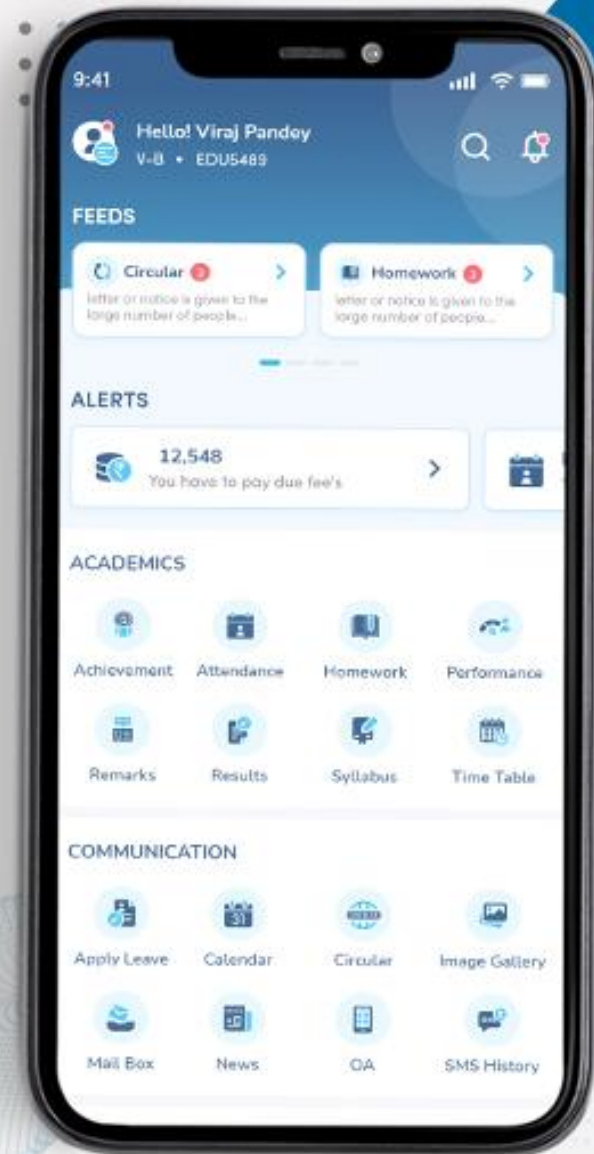 9:41
Hello! Viraj Pandey
V-B • EDU5489
FEEDS
Circular
letter or notice is given to the
large number of people...
Homework
letter or notice is given to the
large number of people...
ALERTS
12,548
You have to pay due fee's
ACADEMICS
Achievement
Attendance
Homework
Performance
Remarks
Results
Syllabus
Time Table
COMMUNICATION
Apply Leave
Calendar
31
Circular
Image Gallery
Mail Box
News
OA
SMS History